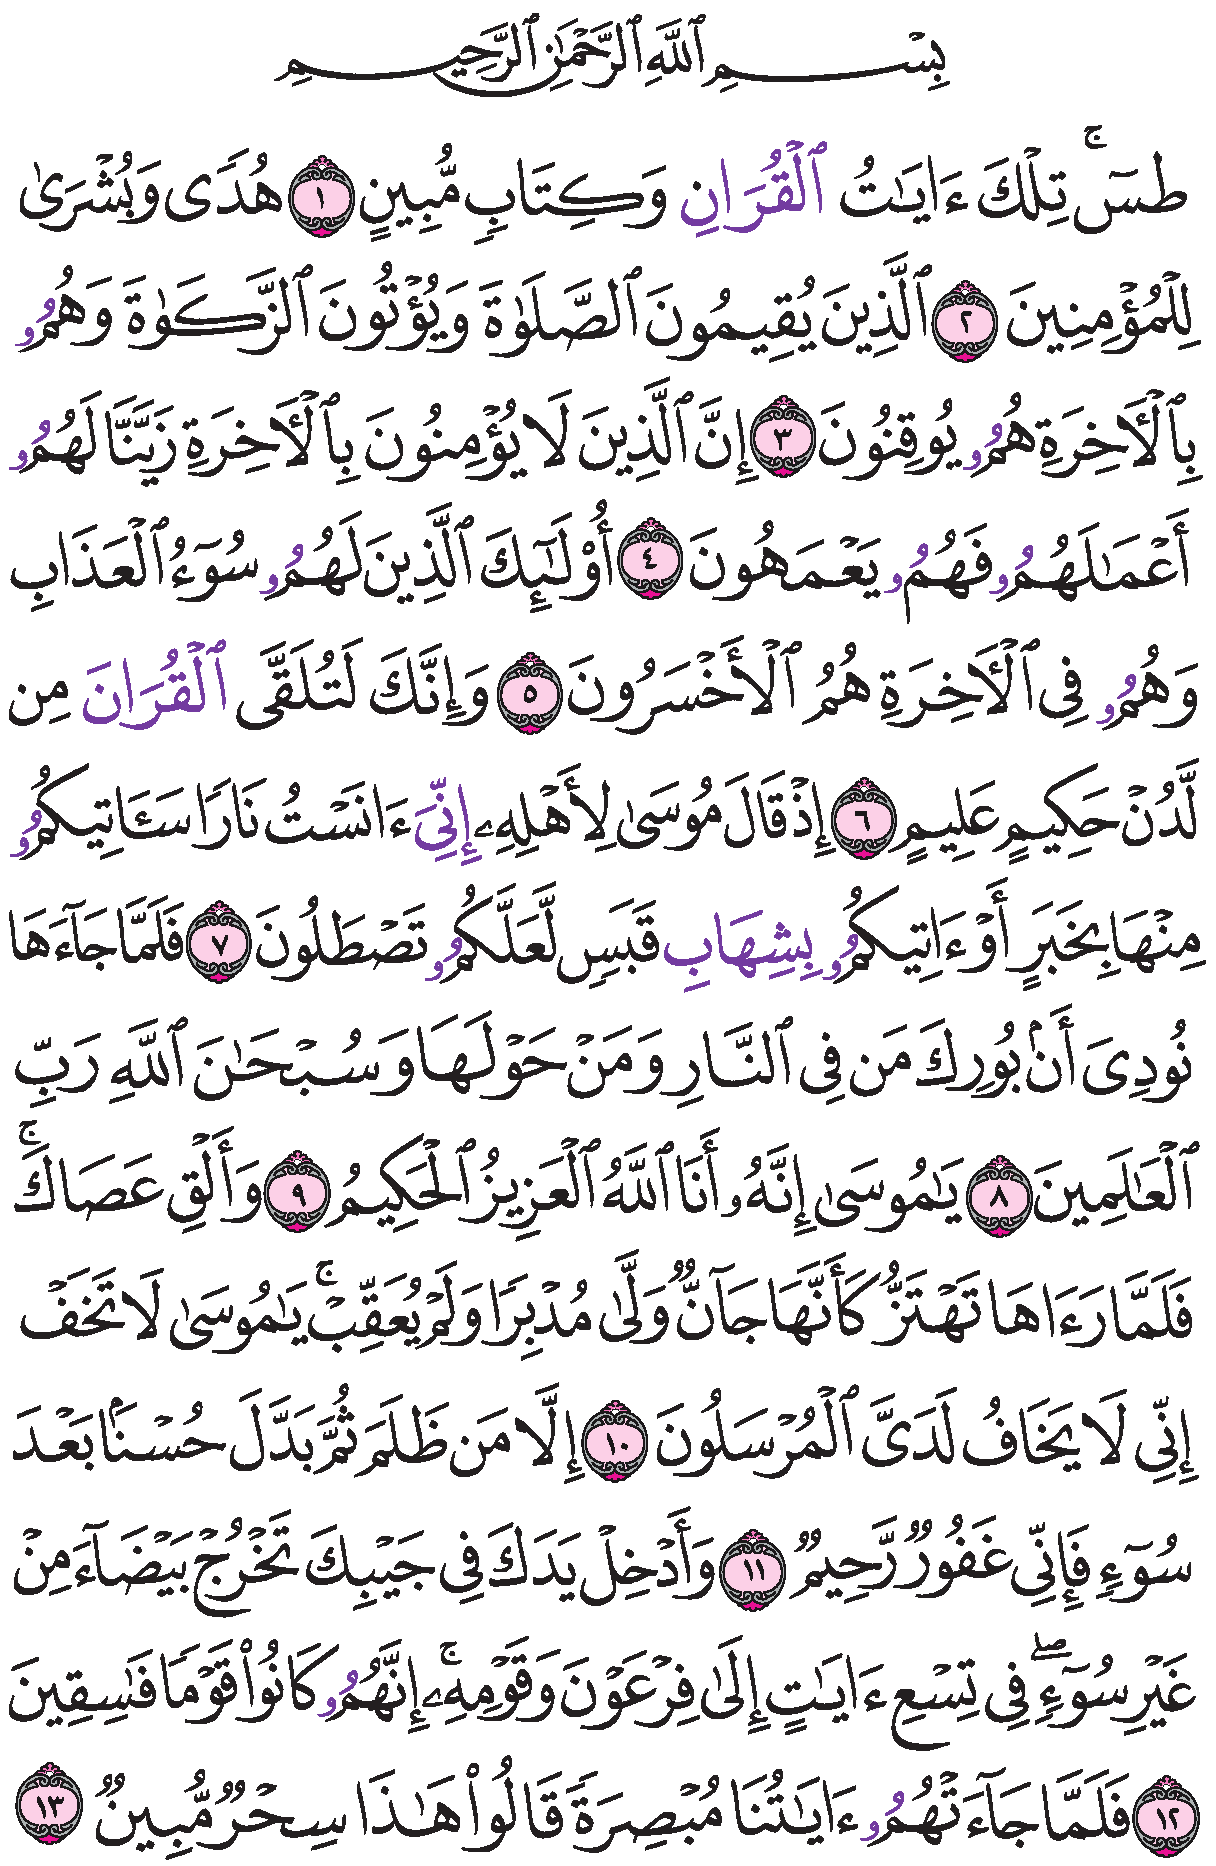 بِسْمِ ٱللَّهِ ٱلرَّحْمَٰنِ ٱلرَّحِيمِ
طسٓۚ تِلْكَ ءَايَٰتُ ٱلْقُرَانِ وَكِتَابٖ مُّبِينٍ ١ هُدٗى وَبُشْرَىٰ
لِلْمُؤْمِنِينَ ٢ ٱلَّذِينَ يُقِيمُونَ ٱلصَّلَوٰةَ وَيُؤْتُونَ ٱلزَّكَوٰةَ وَهُمُۥ
بِٱلْأَخِرَةِ هُمُۥ يُوقِنُونَ ٣ إِنَّ ٱلَّذِينَ لَا يُؤْمِنُونَ بِٱلْأَخِرَةِ زَيَّنَّا لَهُمُۥ
أَعْمَٰلَهُمُۥ فَهُمُۥ يَعْمَهُونَ ٤ أُوْلَٰٓئِكَ ٱلَّذِينَ لَهُمُۥ سُوٓءُ ٱلْعَذَابِ
وَهُمُۥ فِي ٱلْأَخِرَةِ هُمُ ٱلْأَخْسَرُونَ ٥ وَإِنَّكَ لَتُلَقَّى ٱلْقُرَانَ مِن
لَّدُنْ حَكِيمٍ عَلِيمٍ ٦ إِذْ قَالَ مُوسَىٰ لِأَهْلِهِۦ إِنِّيَ ءَانَسْتُ نَارٗا سَـَٔاتِيكُمُۥ
مِنْهَا بِخَبَرٍ أَوْ ءَاتِيكُمُۥ بِشِهَابِ قَبَسٖ لَّعَلَّكُمُۥ تَصْطَلُونَ ٧ فَلَمَّا جَآءَهَا
نُودِيَ أَنۢ بُورِكَ مَن فِي ٱلنَّارِ وَمَنْ حَوْلَهَا وَسُبْحَٰنَ ٱللَّهِ رَبِّ
ٱلْعَٰلَمِينَ ٨ يَٰمُوسَىٰ إِنَّهُۥ أَنَا ٱللَّهُ ٱلْعَزِيزُ ٱلْحَكِيمُ ٩ وَأَلْقِ عَصَاكَۚ
فَلَمَّا رَءَاهَا تَهْتَزُّ كَأَنَّهَا جَآنّٞ وَلَّىٰ مُدْبِرٗا وَلَمْ يُعَقِّبْۚ يَٰمُوسَىٰ لَا تَخَفْ
إِنِّي لَا يَخَافُ لَدَيَّ ٱلْمُرْسَلُونَ ١٠ إِلَّا مَن ظَلَمَ ثُمَّ بَدَّلَ حُسْنَۢا بَعْدَ
سُوٓءٖ فَإِنِّي غَفُورٞ رَّحِيمٞ ١١ وَأَدْخِلْ يَدَكَ فِي جَيْبِكَ تَخْرُجْ بَيْضَآءَ مِنْ
غَيْرِ سُوٓءٖۖ فِي تِسْعِ ءَايَٰتٍ إِلَىٰ فِرْعَوْنَ وَقَوْمِهِۦۚ إِنَّهُمُۥ كَانُوا۟ قَوْمٗا فَٰسِقِينَ
١٢ فَلَمَّا جَآءَتْهُمُۥ ءَايَٰتُنَا مُبْصِرَةٗ قَالُوا۟ هَٰذَا سِحْرٞ مُّبِينٞ ١٣